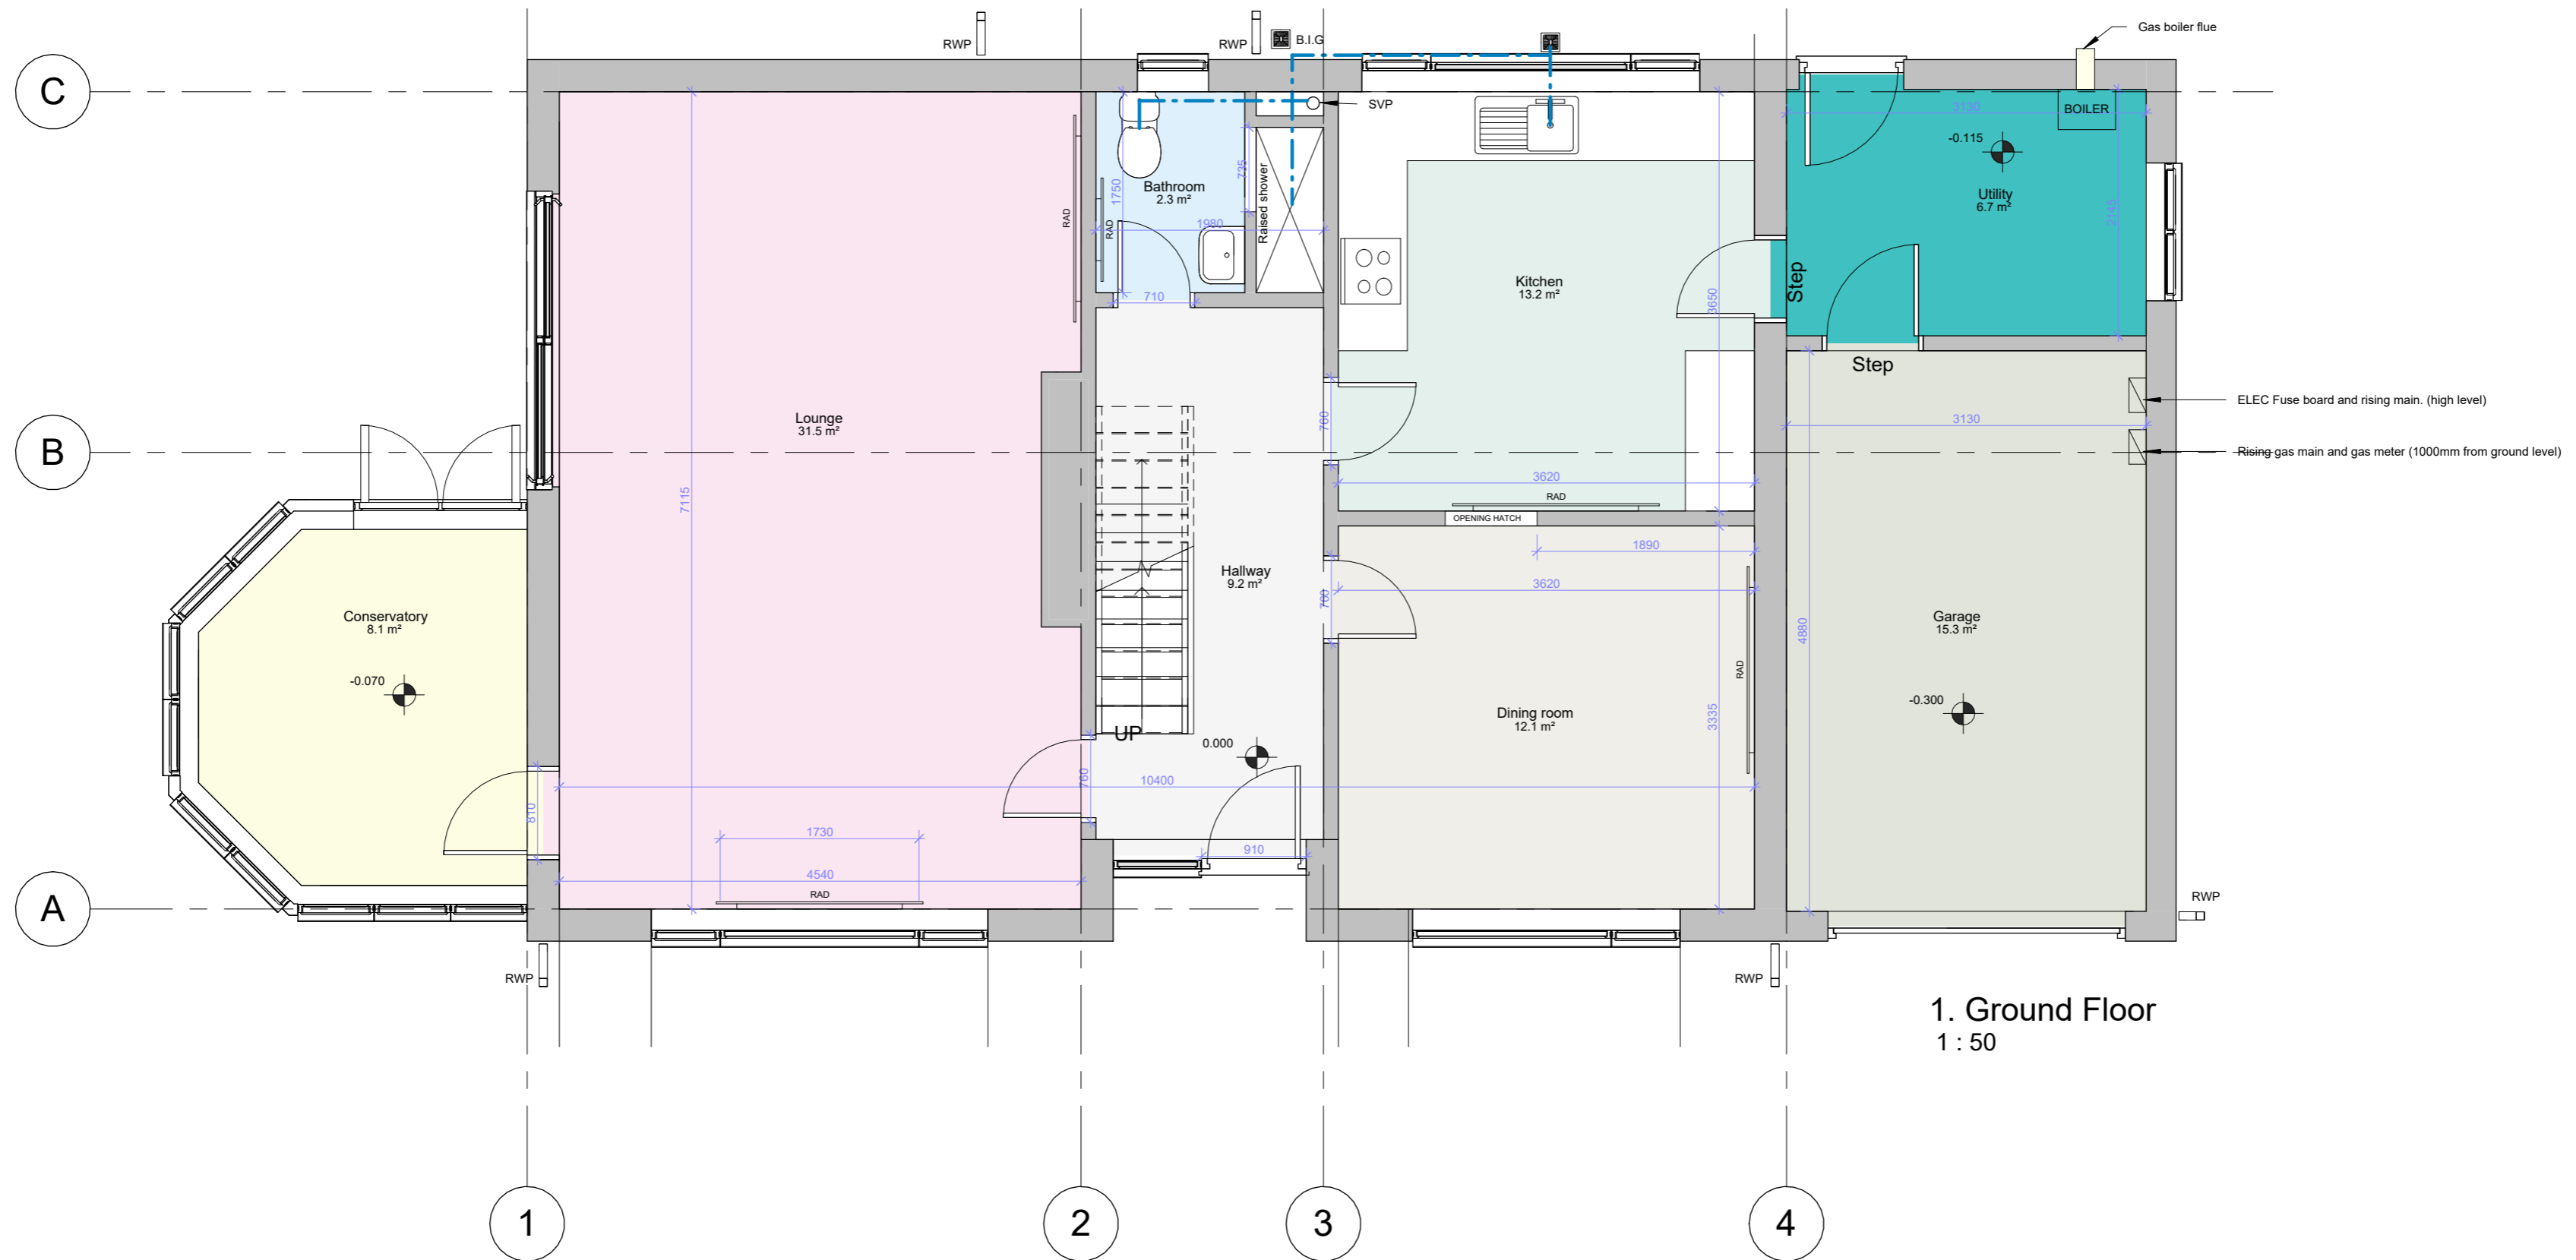 Gas boiler flue
RWP
RWP
B.I.G
C
SVP
BOILER
3130
-0.115
Utility
6.7 m²
2145
Bathroom
2.3 m²
1750
735
Raised shower
RAD
RAD
1980
710
Kitchen
13.2 m²
3650
Step
Step
Lounge
31.5 m²
7115
760
ELEC Fuse board and rising main. (high level)
3130
B
Rising gas main and gas meter (1000mm from ground level)
3620
RAD
OPENING HATCH
1890
Hallway
9.2 m²
3620
760
Conservatory
8.1 m²
-0.070
Garage
15.3 m²
4880
-0.300
RAD
Dining room
12.1 m²
3335
UP
0.000
760
10400
810
1730
910
4540
RAD
A
RWP
RWP
RWP
1. Ground Floor
1 : 50
1
2
3
4